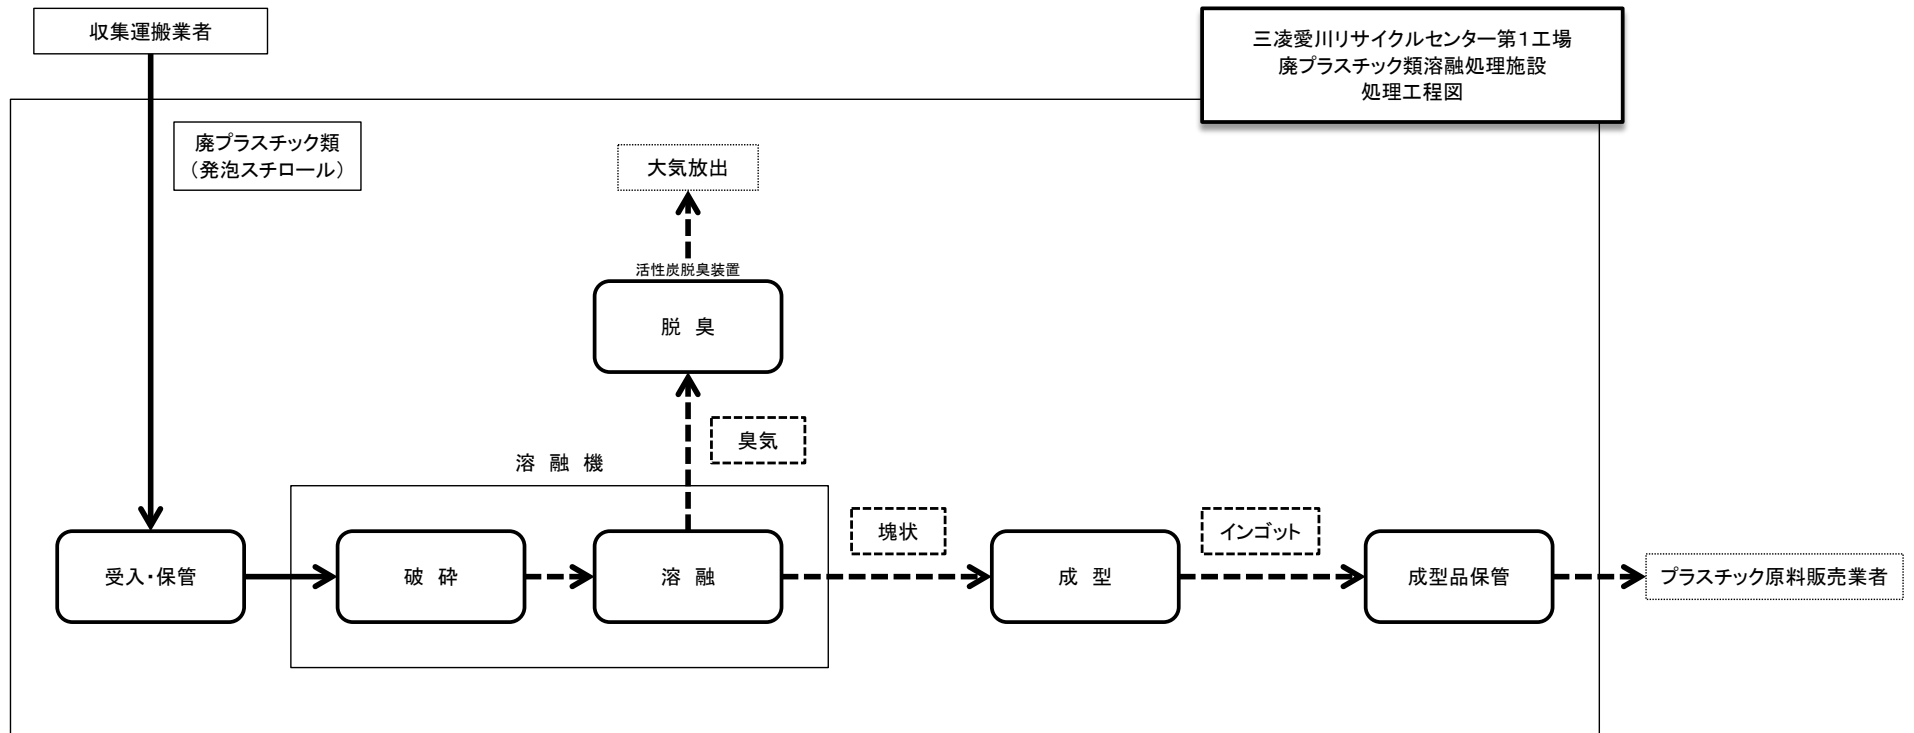 収集運搬業者
三凌愛川リサイクルセンター第1工場
廃プラスチック類溶融処理施設
処理工程図
廃プラスチック類
（発泡スチロール）
大気放出
活性炭脱臭装置
脱　臭
臭気
溶　融　機
塊状
インゴット
受入・保管
破　砕
溶　融
成　型
成型品保管
プラスチック原料販売業者